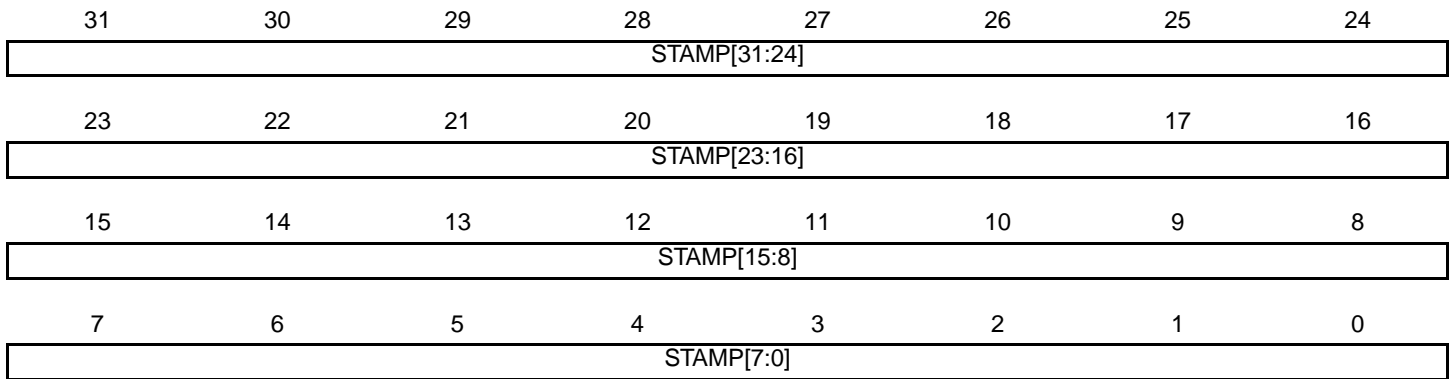 31 30 29 28 27 26 25 24
STAMP[31:24]
23 22 21 20 19 18 17 16
STAMP[23:16]
15 14 13 12 11 10 9 8
STAMP[15:8]
7 6 5 4 3 2 1 0
STAMP[7:0]